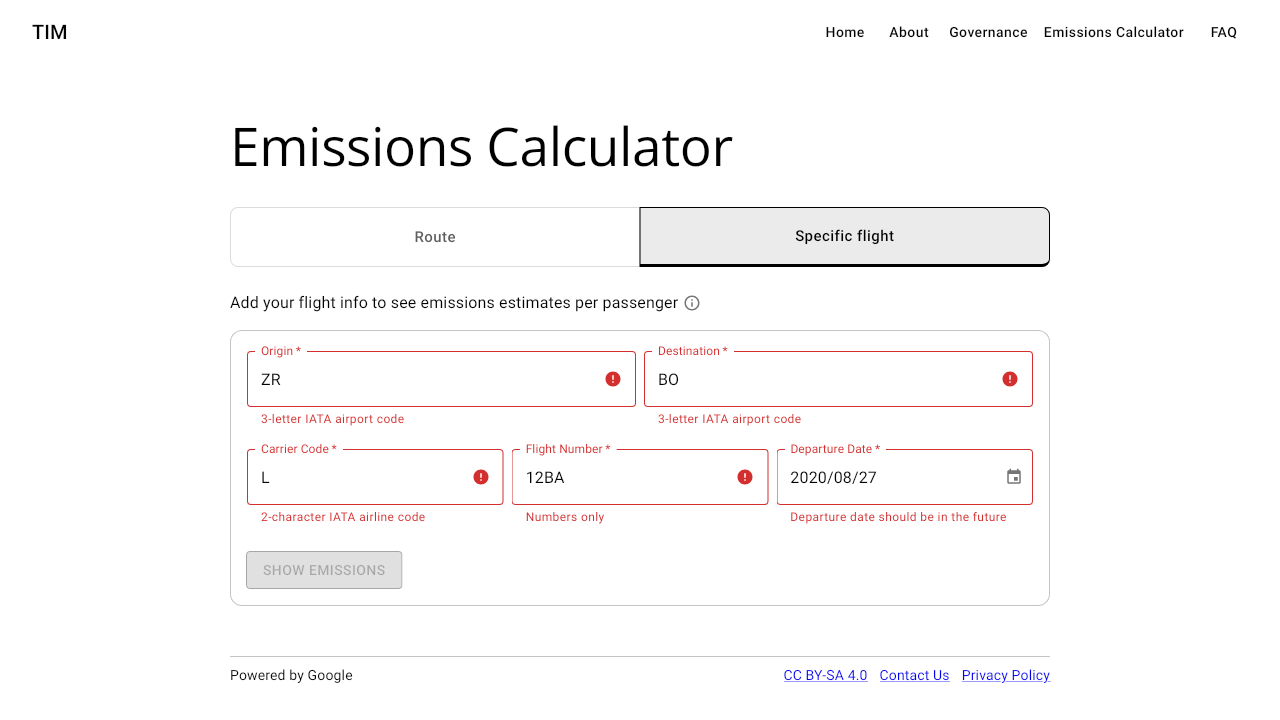 TIM
Home About Governance Emissions Calculator FAQ
Emissions Calculator
Route Specific flight
Add your flight info to see emissions estimates per passenger
Origin * Destination *
ZR BO
3-letter IATA airport code 3-letter IATA airport code
Carrier Code * Flight Number * Departure Date *
L 12BA 2020/08/27
2-character IATA airline code Numbers only Departure date should be in the future
SHOW EMISSIONS
Powered by Google CC BY-SA 4.0 Contact Us Privacy Policy